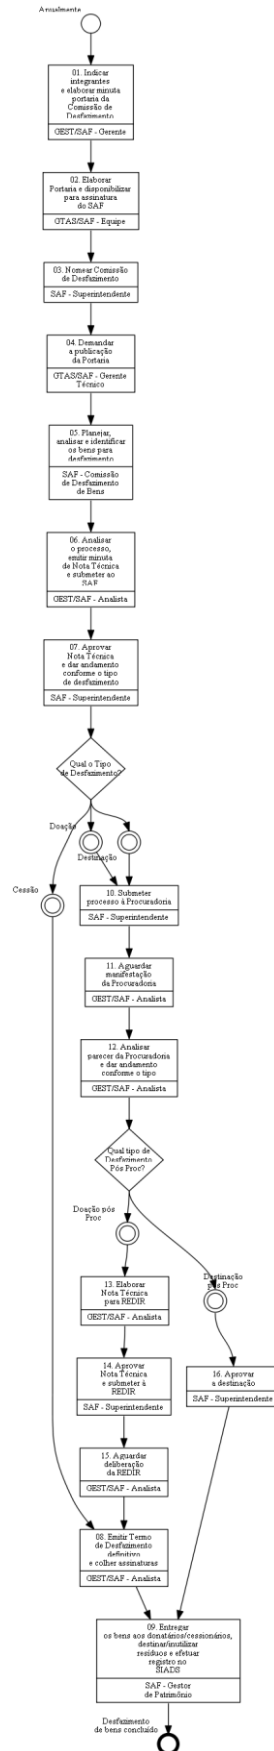 Anualmente
01. Indicar
integrantes
e elaborar minuta
portaria da
Comissão de
Desfazimento
GEST/SAF - Gerente
02. Elaborar
Portaria e disponibilizar
para assinatura
do SAF
GTAS/SAF - Equipe
03. Nomear Comissão
de Desfazimento
SAF - Superintendente
04. Demandar
a publicação
da Portaria
GTAS/SAF - Gerente
Técnico
05. Planejar,
analisar e identificar
os bens para
desfazimento
SAF - Comissão
de Desfazimento
de Bens
06. Analisar
o processo,
emitir minuta
de Nota Técnica
e submeter ao
SAF
GEST/SAF - Analista
07. Aprovar
Nota Técnica
e dar andamento
conforme o tipo
de desfazimento
SAF - Superintendente
Qual o Tipo
de Desfazimento?
Doação
Destinação
Cessão
10. Submeter
processo à Procuradoria
SAF - Superintendente
11. Aguardar
manifestação
da Procuradoria
GEST/SAF - Analista
12. Analisar
parecer da Procuradoria
e dar andamento
conforme o tipo
GEST/SAF - Analista
Qual tipo de
Desfazimento
Pós Proc?
Doação pós
Proc
Destinação
pós Proc
13. Elaborar
Nota Técnica
para REDIR
GEST/SAF - Analista
14. Aprovar
Nota Técnica
e submeter à
REDIR
SAF - Superintendente
16. Aprovar
a destinação
SAF - Superintendente
15. Aguardar
deliberação
da REDIR
GEST/SAF - Analista
08. Emitir Termo
de Desfazimento
definitivo
e colher assinaturas
GEST/SAF - Analista
09. Entregar
os bens aos donatários/cessionários,
destinar/inutilizar
resíduos e efetuar
registro no
SIADS
SAF - Gestor
de Patrimônio
Desfazimento
de bens concluído